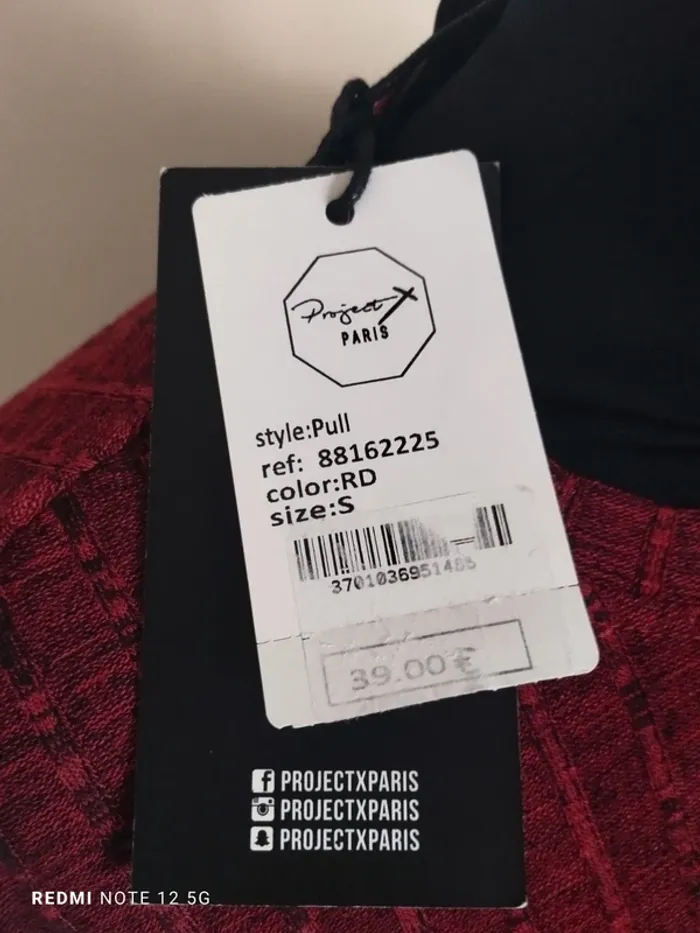 Project X
PARIS
style:Pull
ref: 88162225
color:RD
size:S
3701036951485
39.00 €
PROJECTXPARIS
PROJECTXPARIS
PROJECTXPARIS
REDMI NOTE 12 5G